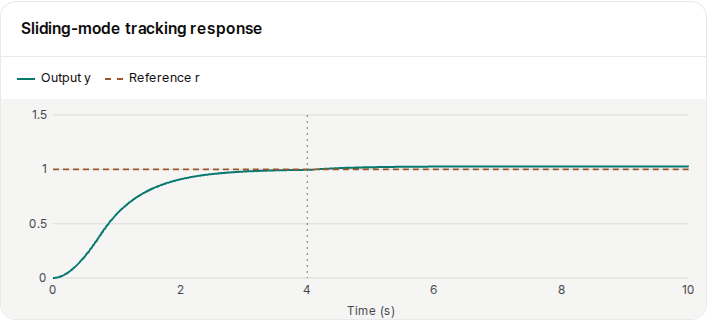 Sliding-mode tracking response
Output y Reference r
1.5
1
0.5
0
0 2 4 6 8 10
Time (s)